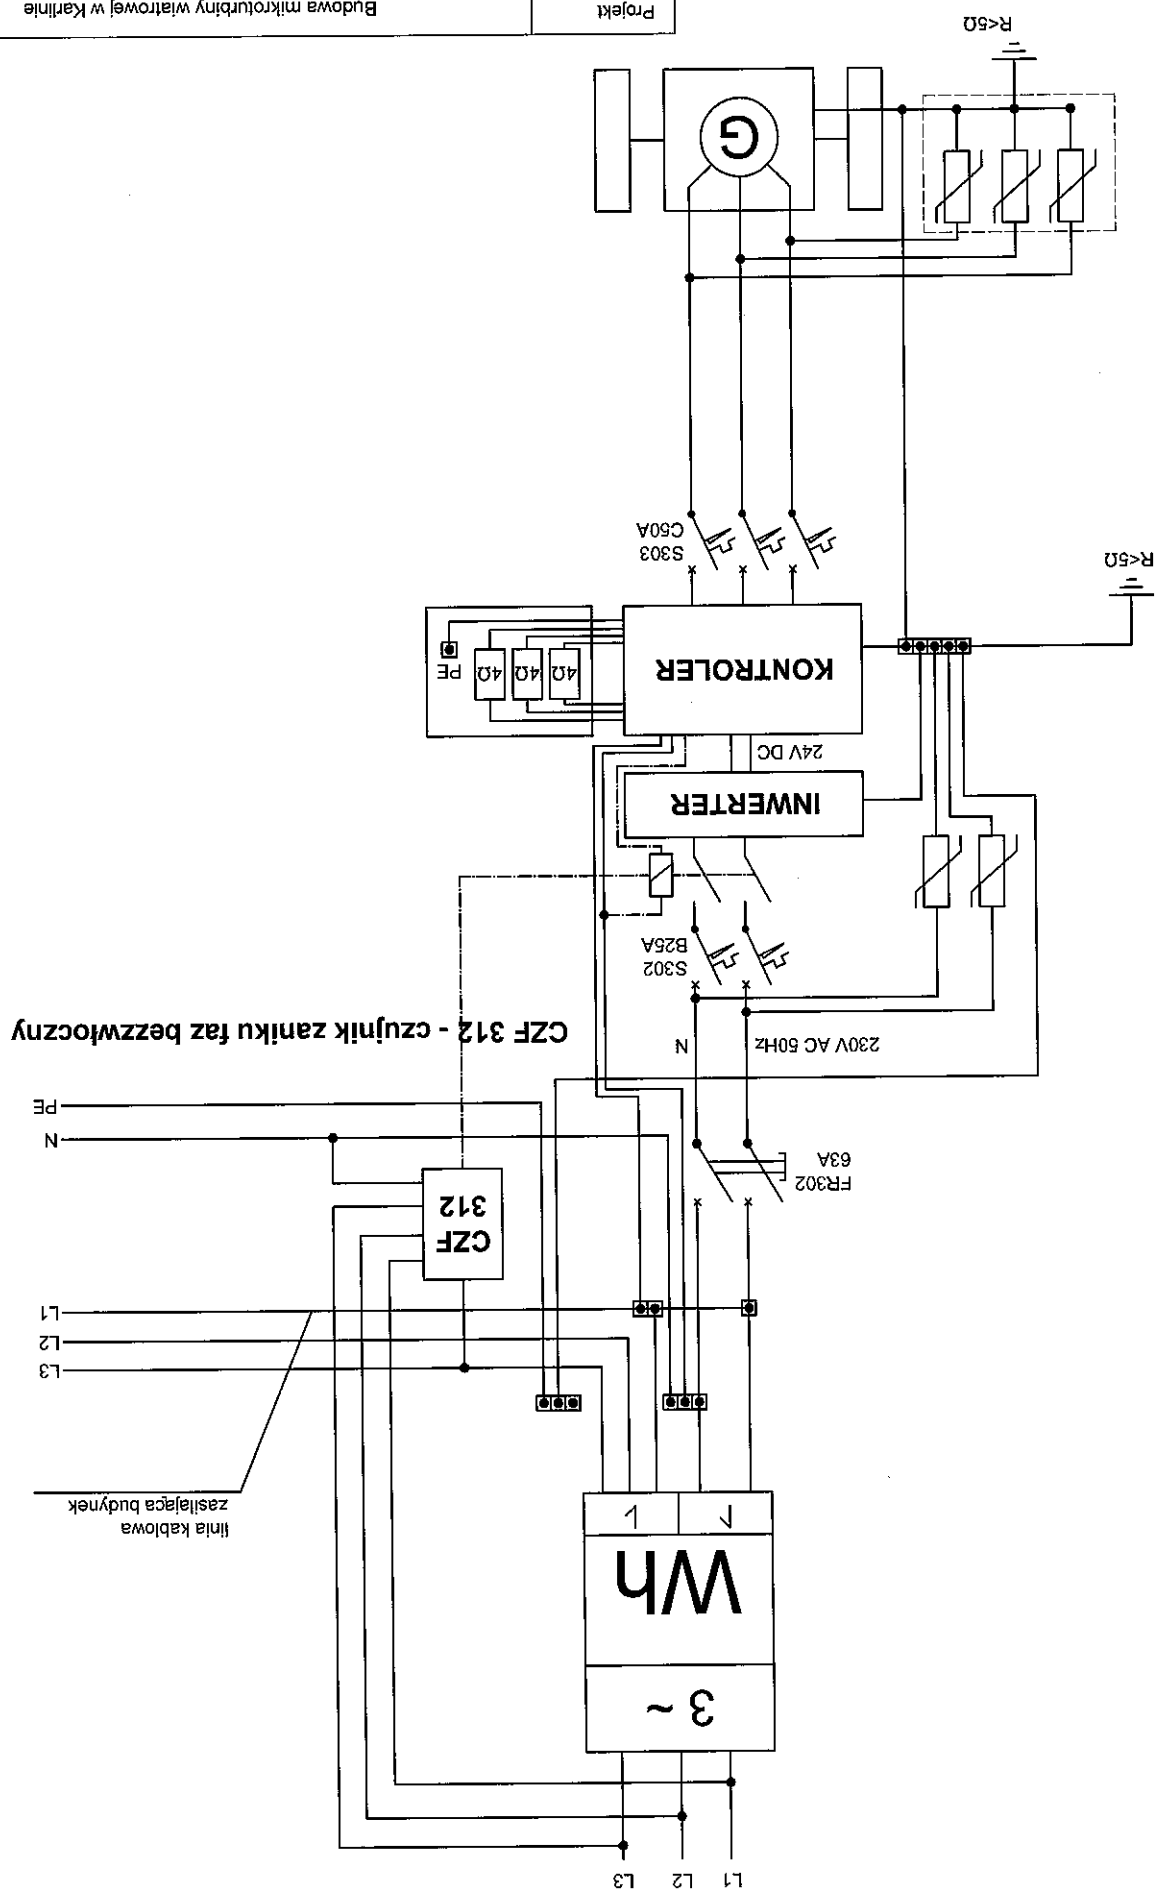 L1 L2 L3
3 ~
Wh
linia kablowa
zasilająca budynek
L3
L2
L1
CZF
312
FR302
63A
N
PE
230V AC 50Hz
N
CZF 312 - czujnik zaniku faz bezzwłoczny
S302
B25A
INWERTER
24V DC
KONTROLER
4Ω
4Ω
4Ω
PE
R<5Ω
S303
C50A
G
R<5Ω
Projekt
Budowa mikroturbiny wiatrowej w Karlinie